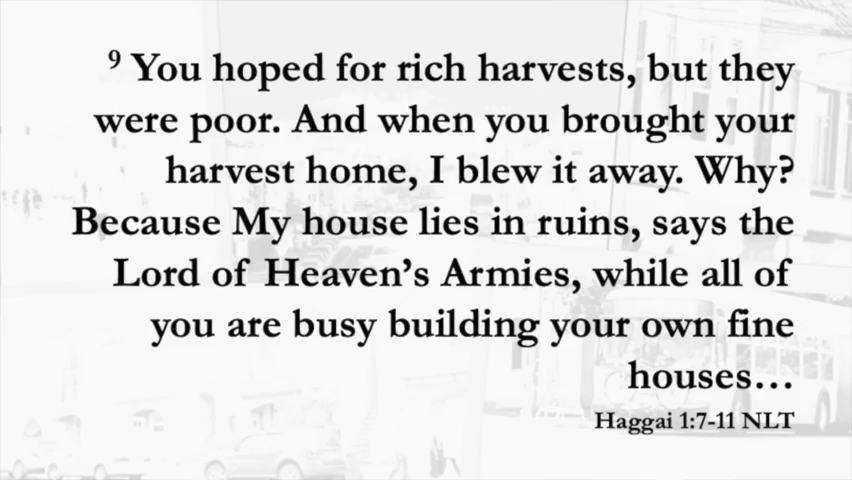 9 You hoped for rich harvests, but they
were poor. And when you brought your
harvest home, I blew it away. Why?
Because My house lies in ruins, says the
Lord of Heaven’s Armies, while all of
you are busy building your own fine
houses…
Haggai 1:7-11 NLT